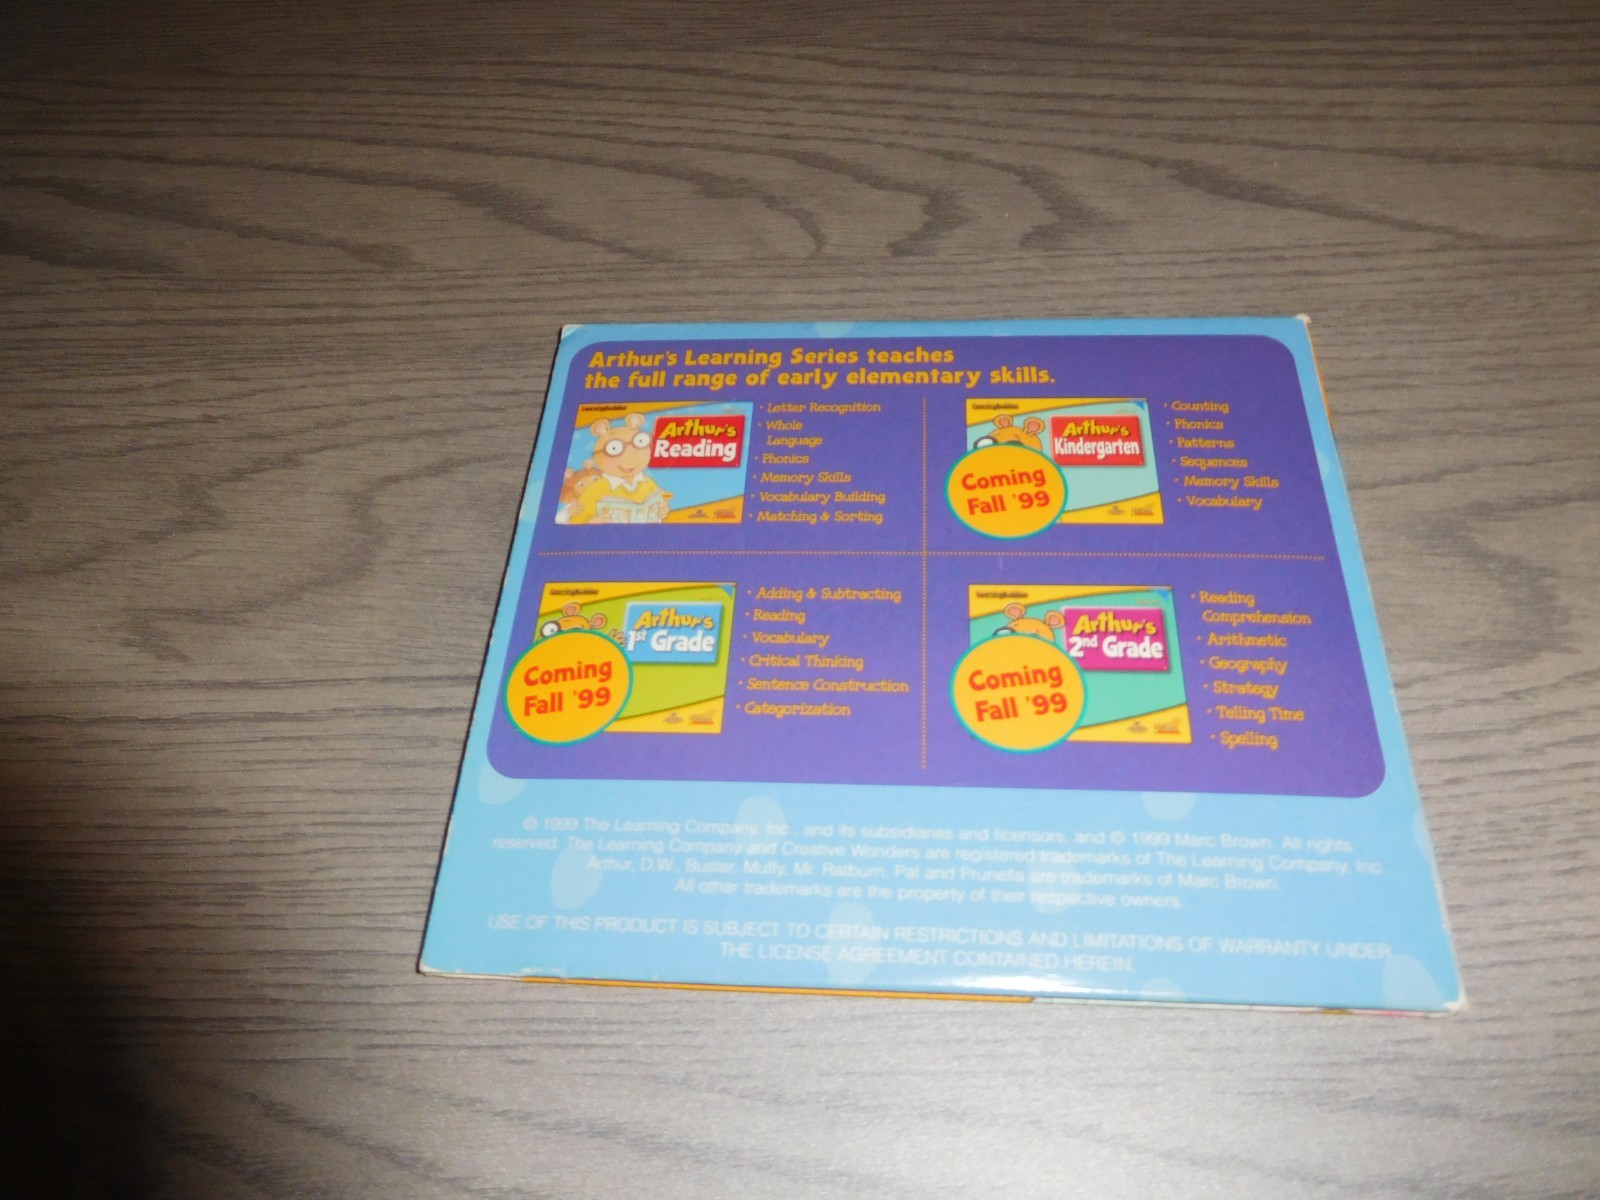 Arthur's Learning Series teaches
the full range of early elementary skills.
Arthur's
Reading
· Letter Recognition
· Whole
Language
· Phonics
· Memory Skills
· Vocabulary Building
· Matching & Sorting
Arthur's
Kindergarten
Coming
Fall '99
· Counting
· Phonics
· Patterns
· Sequences
· Memory Skills
· Vocabulary
Arthur's
1st Grade
Coming
Fall '99
· Adding & Subtracting
· Reading
· Vocabulary
· Critical Thinking
· Sentence Construction
· Categorization
Arthur's
2nd Grade
Coming
Fall '99
· Reading
Comprehension
· Arithmetic
· Geography
· Strategy
· Telling Time
· Spelling
© 1999 The Learning Company, Inc., and its subsidiaries and licensors, and © 1999 Marc Brown. All rights
reserved. The Learning Company and Creative Wonders are registered trademarks of The Learning Company, Inc.
Arthur, D.W., Buster, Muffy, Mr. Ratburn, Pal and Prunella are trademarks of Marc Brown.
All other trademarks are the property of their respective owners.
USE OF THIS PRODUCT IS SUBJECT TO CERTAIN RESTRICTIONS AND LIMITATIONS OF WARRANTY UNDER
THE LICENSE AGREEMENT CONTAINED HEREIN.